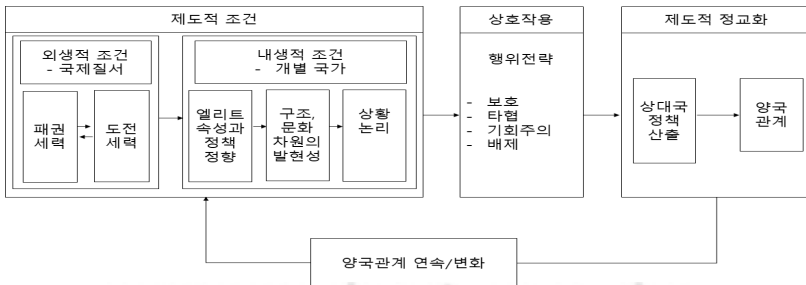 제도적 조건
외생적 조건
- 국제질서
패권
세력
도전
세력
내생적 조건
- 개별 국가
엘리트
속성과
정책
정향
구조,
문화
차원의
발현성
상황
논리
상호작용
행위전략
- 보호
- 타협
- 기회주의
- 배제
제도적 정교화
상대국
정책
산출
양국
관계
양국관계 연속/변화